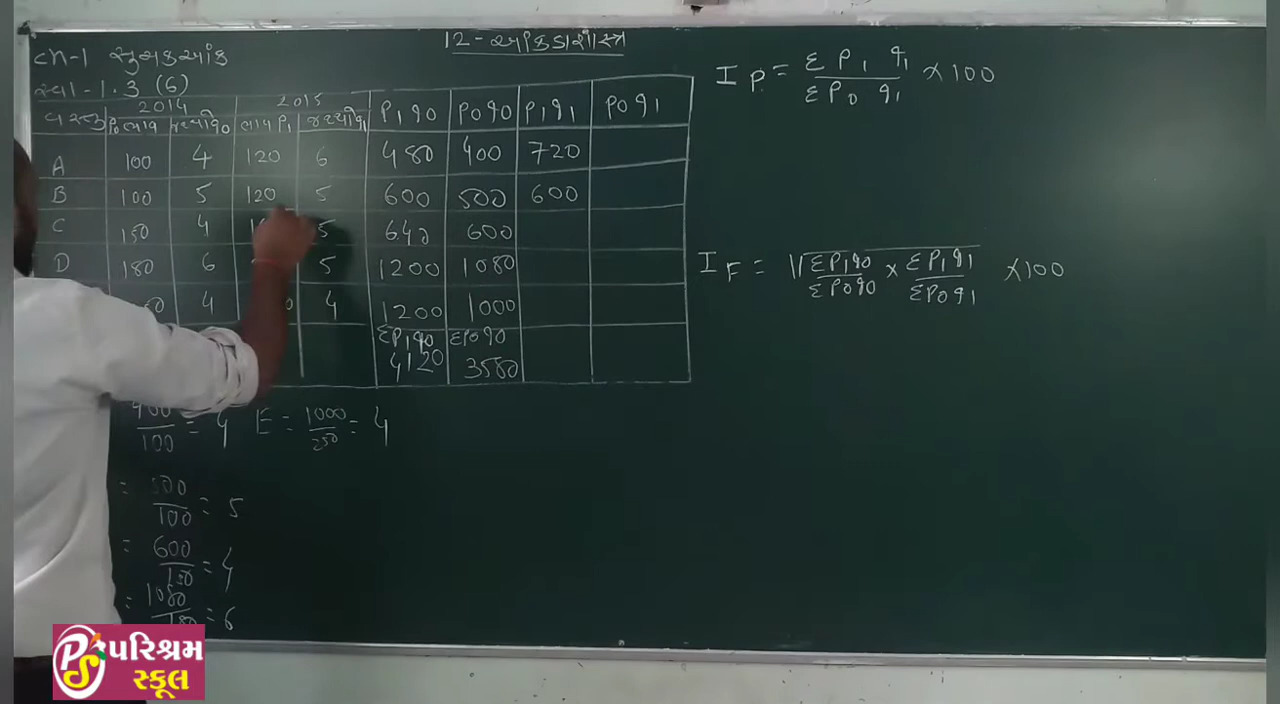 12-આંકડાશાસ્ત્ર
Ch-1 સુચકઆંક
સ્વા-1.3 (6)
2014 2015
વસ્તુ P0 ભાવ જથ્થો q0 ભાવ P1 જથ્થો q1 P1q0 P0q0 P1q1 P0q1
A 100 4 120 6 480 400 720
B 100 5 120 5 600 500 600
C 150 4 5 640 600
D 180 6 5 1200 1080
4 4 1200 1000
ΣP1q0 ΣP0q0
4120 3580
400/100 = 4 E = 1000/250 = 4
= 500/100 = 5
= 600/150 = 4
= 1080/180 = 6
IP = ΣP1q1/ΣP0q1 × 100
IF = √ΣP1q0/ΣP0q0 × ΣP1q1/ΣP0q1 × 100
પરિશ્રમ
સ્કૂલ